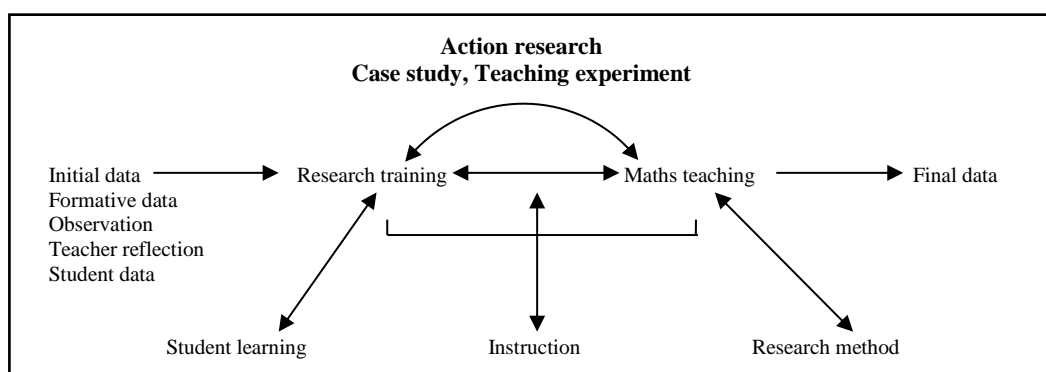 Action research
Case study, Teaching experiment
Initial data
Research training
Maths teaching
Final data
Formative data
Observation
Teacher reflection
Student data
Student learning
Instruction
Research method